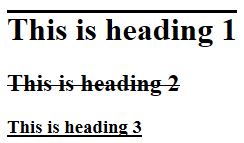 This is heading 1
This is heading 2
This is heading 3